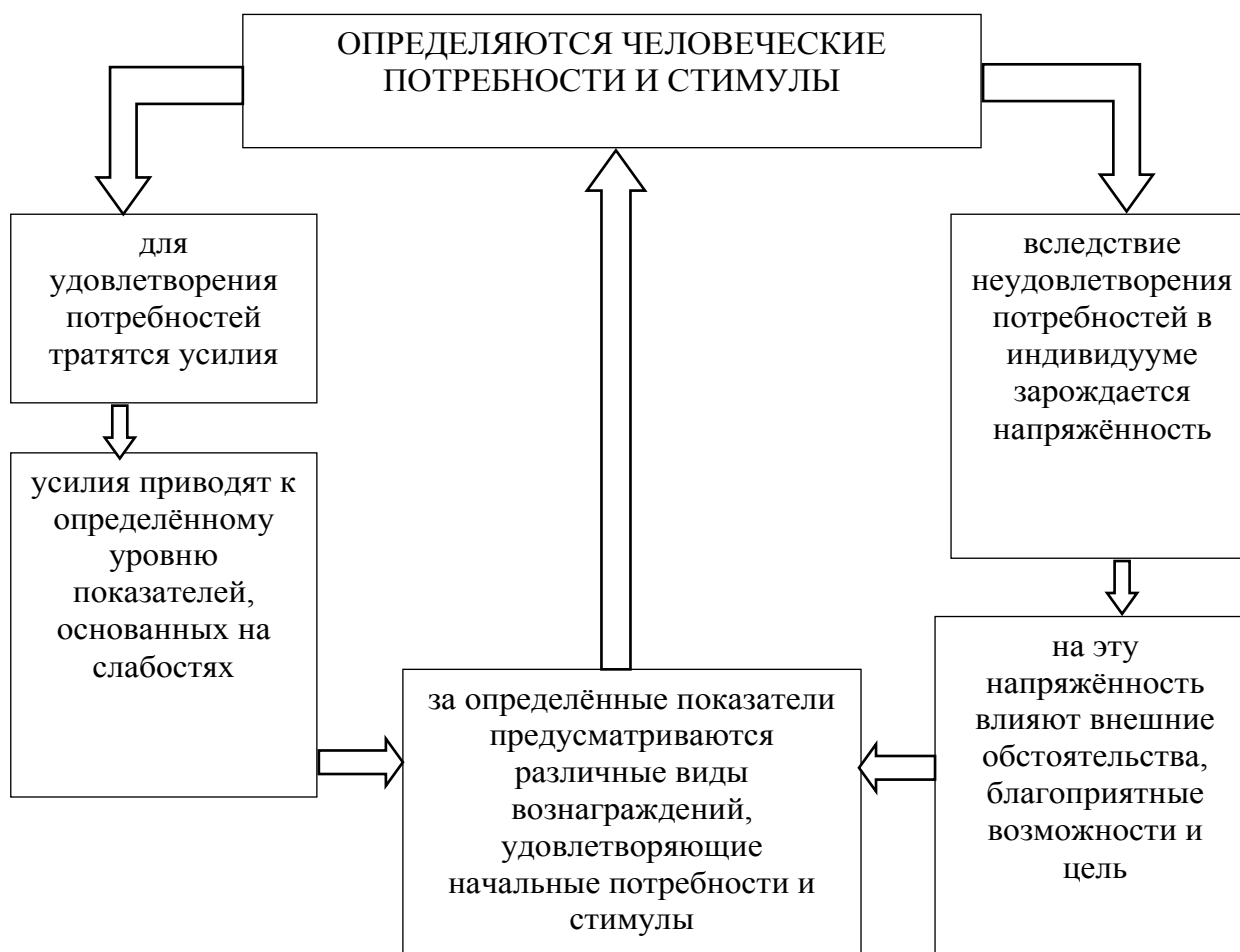 ОПРЕДЕЛЯЮТСЯ ЧЕЛОВЕЧЕСКИЕ
ПОТРЕБНОСТИ И СТИМУЛЫ
для
удовлетворения
потребностей
тратятся усилия
усилия приводят к
определённому
уровню
показателей,
основанных на
слабостях
вследствие
неудовлетворения
потребностей в
индивидууме
зарождается
напряжённость
на эту
напряжённость
влияют внешние
обстоятельства,
благоприятные
возможности и
цель
за определённые показатели
предусматриваются
различные виды
вознаграждений,
удовлетворяющие
начальные потребности и
стимулы